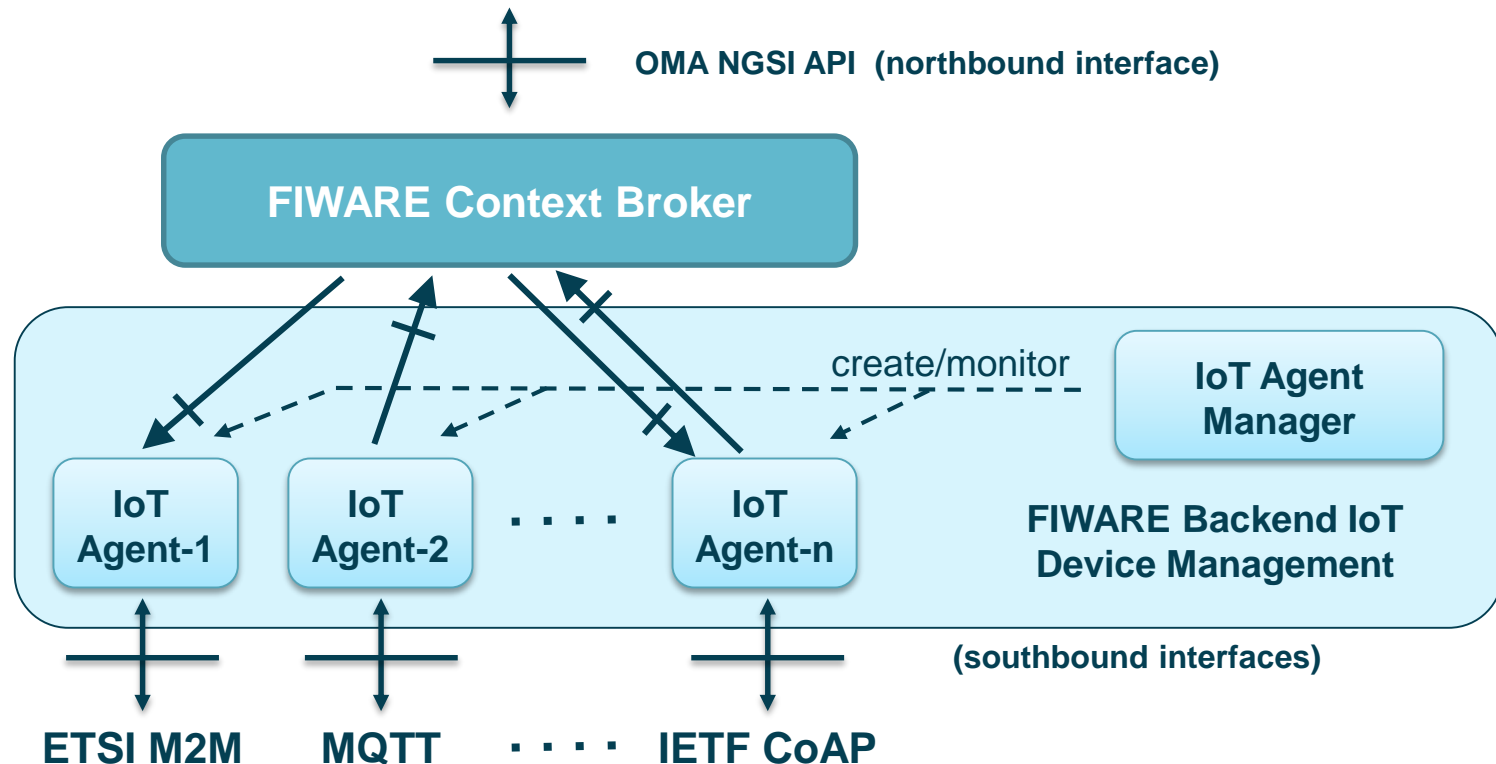 OMA NGSI API (northbound interface)
FIWARE Context Broker
create/monitor
IoT Agent
Manager
IoT
Agent-1
IoT
Agent-2
. . . .
IoT
Agent-n
FIWARE Backend IoT
Device Management
(southbound interfaces)
ETSI M2M
MQTT
. . . .
IETF CoAP